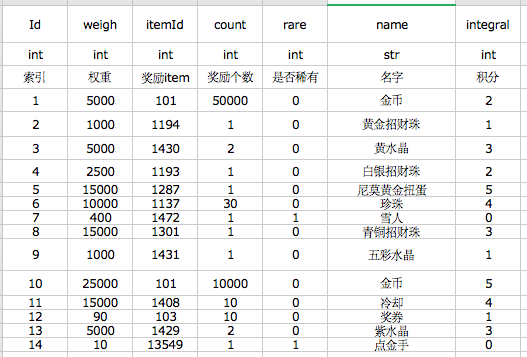 Id weigh itemId count rare name integral
int int int int int str int
索引 权重 奖励item 奖励个数 是否稀有 名字 积分
1 5000 101 50000 0 金币 2
2 1000 1194 1 0 黄金招财珠 1
3 5000 1430 2 0 黄水晶 3
4 2500 1193 1 0 白银招财珠 2
5 15000 1287 1 0 尼莫黄金扭蛋 5
6 10000 1137 30 0 珍珠 4
7 400 1472 1 1 雪人 0
8 15000 1301 1 0 青铜招财珠 3
9 1000 1431 1 0 五彩水晶 1
10 25000 101 10000 0 金币 5
11 15000 1408 10 0 冷却 4
12 90 103 10 0 奖券 1
13 5000 1429 2 0 紫水晶 3
14 10 13549 1 1 点金手 0